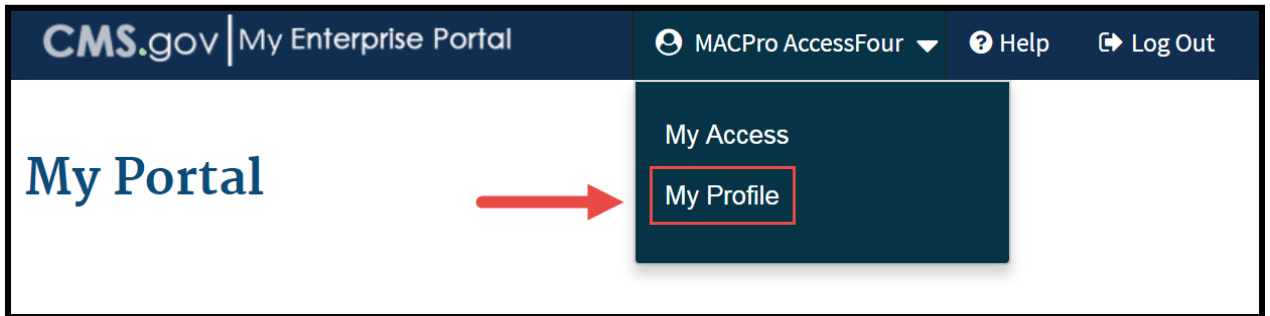 CMS.gov My Enterprise Portal MACPro AccessFour Help Log Out
My Access
My Portal
My Profile